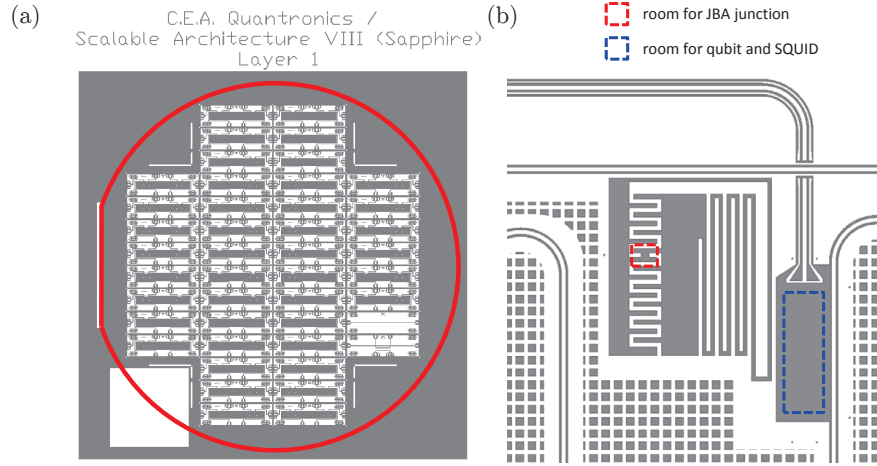 (a)
C.E.A. Quantronics /
Scalable Architecture VIII (Sapphire)
Layer 1
(b)
room for JBA junction
room for qubit and SQUID